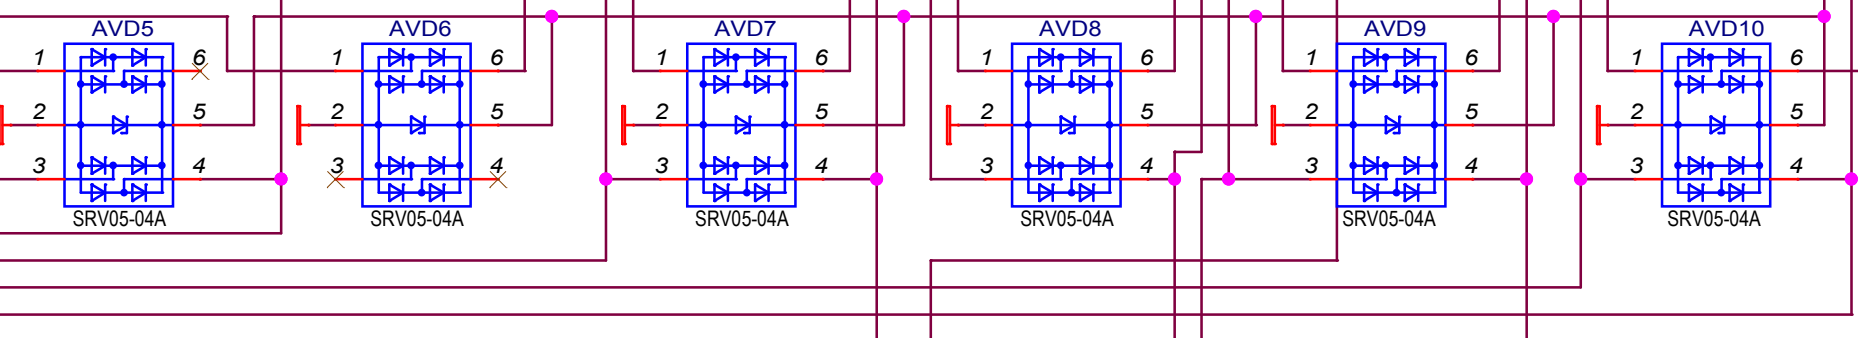 AVD5 AVD6 AVD7 AVD8 AVD9 AVD10
1 6 1 6 1 6 1 6 1 6 1 6
2 5 2 5 2 5 2 5 2 5 2 5
3 4 3 4 3 4 3 4 3 4 3 4
SRV05-04A SRV05-04A SRV05-04A SRV05-04A SRV05-04A SRV05-04A